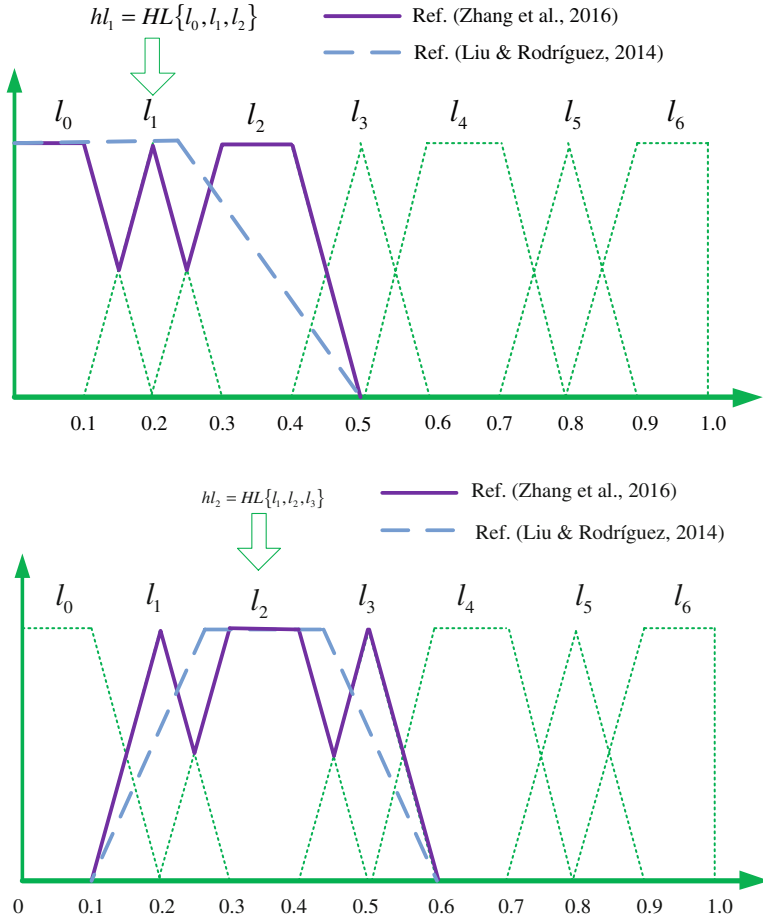 hl₁ = HL{l₀, l₁, l₂}
Ref. (Zhang et al., 2016)
Ref. (Liu & Rodríguez, 2014)
l₀ l₁ l₂ l₃ l₄ l₅ l₆
0.1 0.2 0.3 0.4 0.5 0.6 0.7 0.8 0.9 1.0
hl₂ = HL{l₁, l₂, l₃}
Ref. (Zhang et al., 2016)
Ref. (Liu & Rodríguez, 2014)
l₀ l₁ l₂ l₃ l₄ l₅ l₆
0 0.1 0.2 0.3 0.4 0.5 0.6 0.7 0.8 0.9 1.0